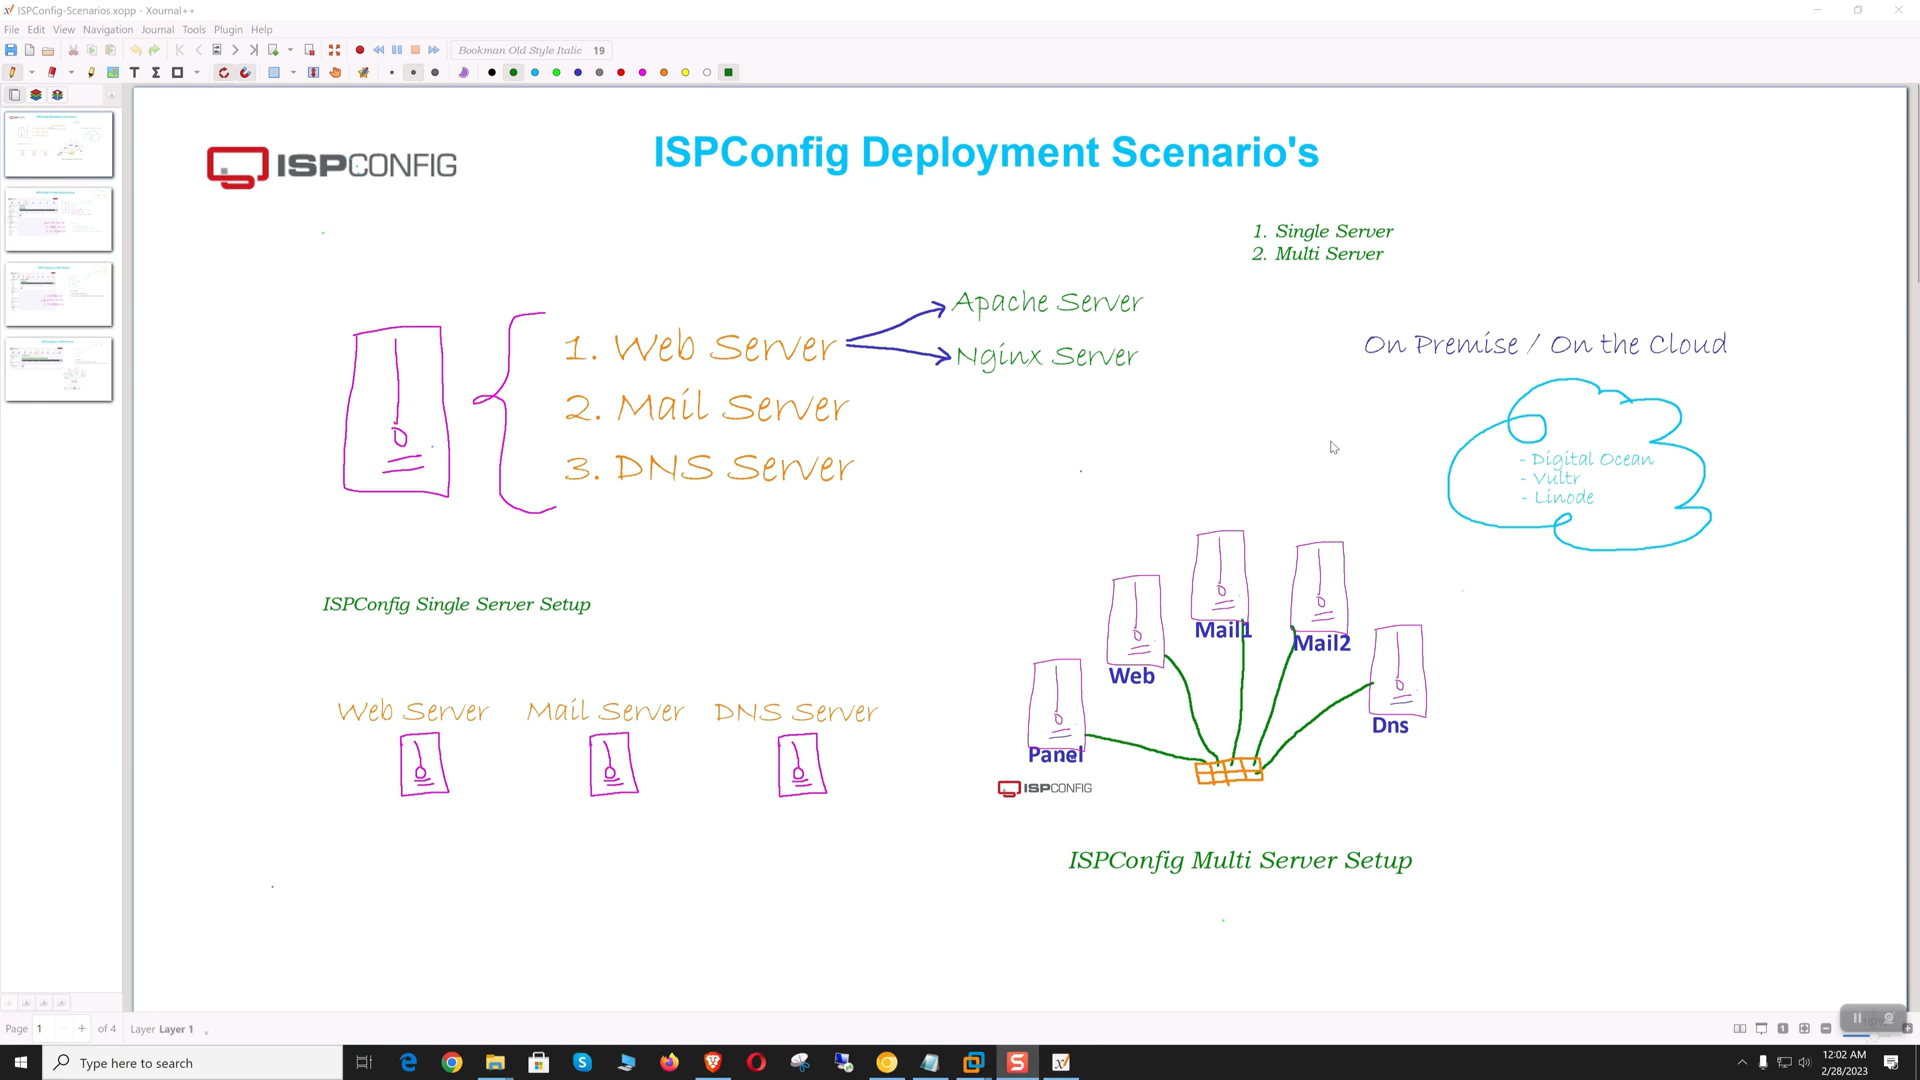 ISPConfig-Scenarios.xopp - Xournal++
File Edit View Navigation Journal Tools Plugin Help
Bookman Old Style Italic 19
ISPCONFIG
ISPConfig Deployment Scenario's
1. Single Server
2. Multi Server
Apache Server
Nginx Server
1. Web Server
2. Mail Server
3. DNS Server
On Premise / On the Cloud
- Digital Ocean
- Vultr
- Linode
ISPConfig Single Server Setup
Web Server Mail Server DNS Server
Mail1
Mail2
Web
Dns
Panel
ISPCONFIG
ISPConfig Multi Server Setup
Page 1 of 4 Layer Layer 1
Type here to search
12:02 AM
2/28/2023